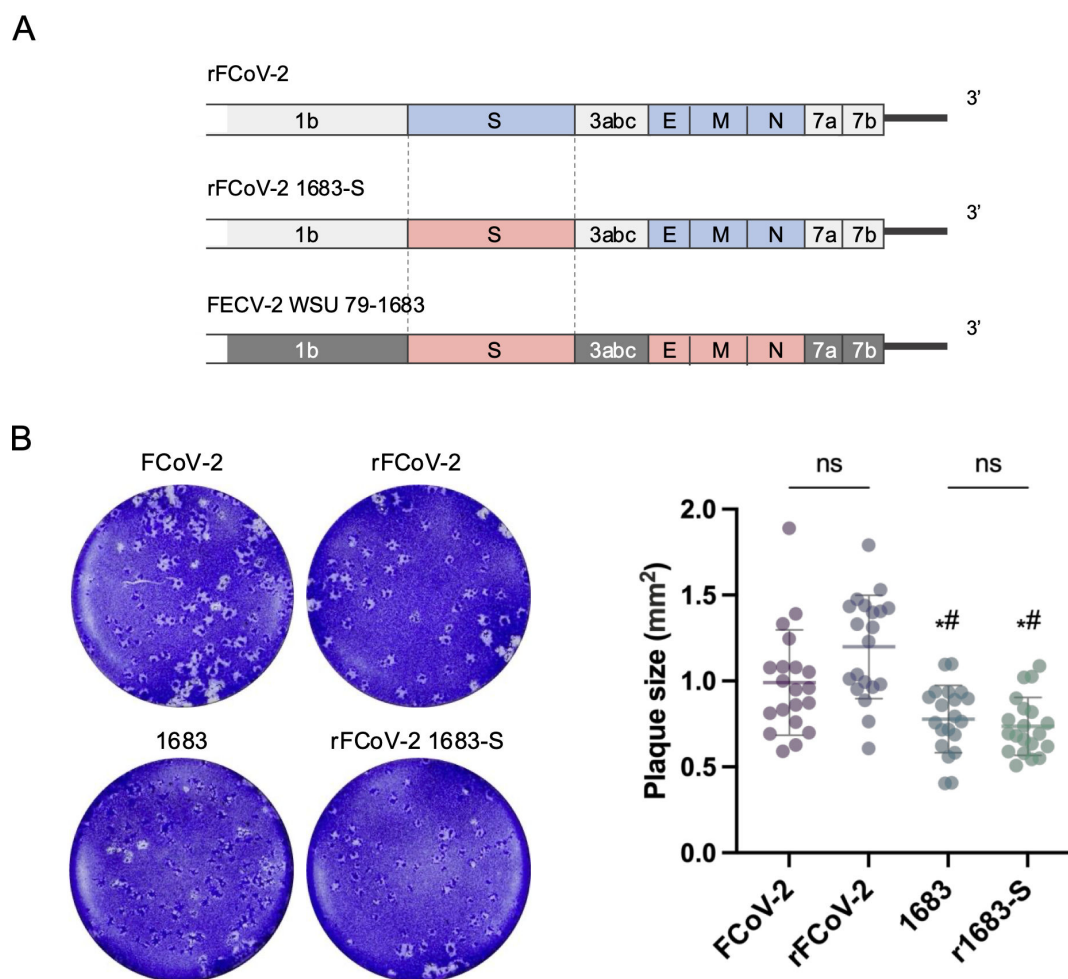 A
rFCoV-2
3’
1b S 3abc E M N 7a 7b
rFCoV-2 1683-S
3’
1b S 3abc E M N 7a 7b
FECV-2 WSU 79-1683
3’
1b S 3abc E M N 7a 7b
B
FCoV-2 rFCoV-2
1683 rFCoV-2 1683-S
ns ns
Plaque size (mm²)
2.0
1.5
1.0
0.5
0.0
*# *#
FCoV-2 rFCoV-2 1683 r1683-S